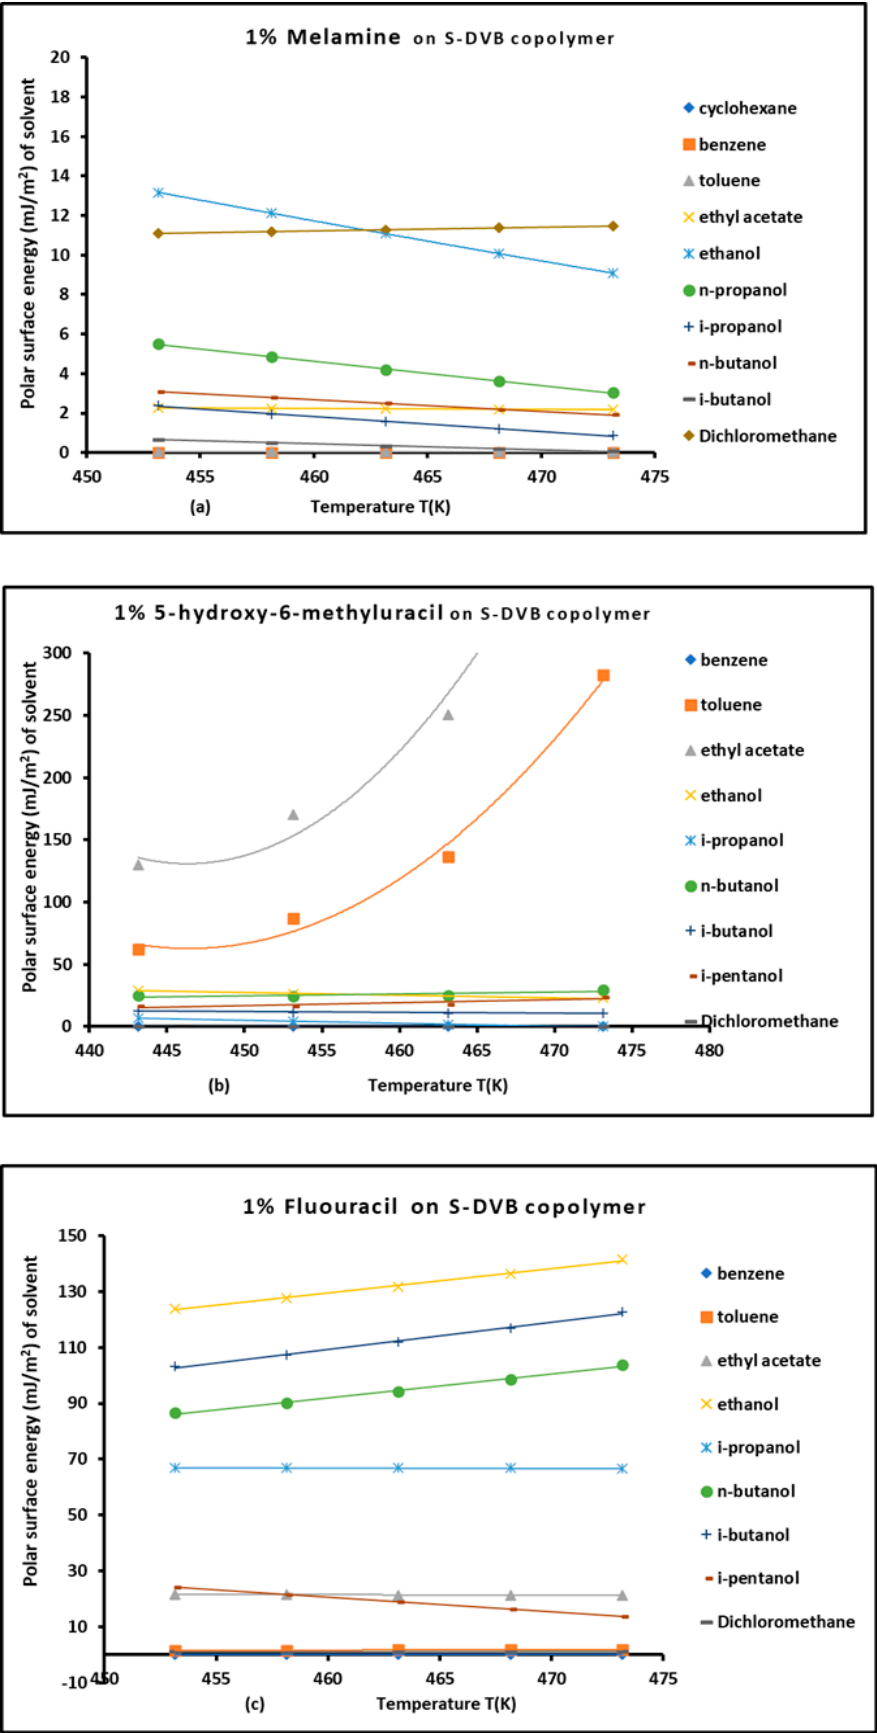 1% Melamine on S-DVB copolymer
Polar surface energy (mJ/m²) of solvent
20
18
16
14
12
10
8
6
4
2
0
450 455 460 465 470 475
(a) Temperature T(K)
cyclohexane
benzene
toluene
ethyl acetate
ethanol
n-propanol
i-propanol
n-butanol
i-butanol
Dichloromethane
1% 5-hydroxy-6-methyluracil on S-DVB copolymer
Polar surface energy (mJ/m²) of solvent
300
250
200
150
100
50
0
440 445 450 455 460 465 470 475 480
(b) Temperature T(K)
benzene
toluene
ethyl acetate
ethanol
i-propanol
n-butanol
i-butanol
i-pentanol
Dichloromethane
1% Fluouracil on S-DVB copolymer
Polar surface energy (mJ/m²) of solvent
150
130
110
90
70
50
30
10
-10
450 455 460 465 470 475
(c) Temperature T(K)
benzene
toluene
ethyl acetate
ethanol
i-propanol
n-butanol
i-butanol
i-pentanol
Dichloromethane